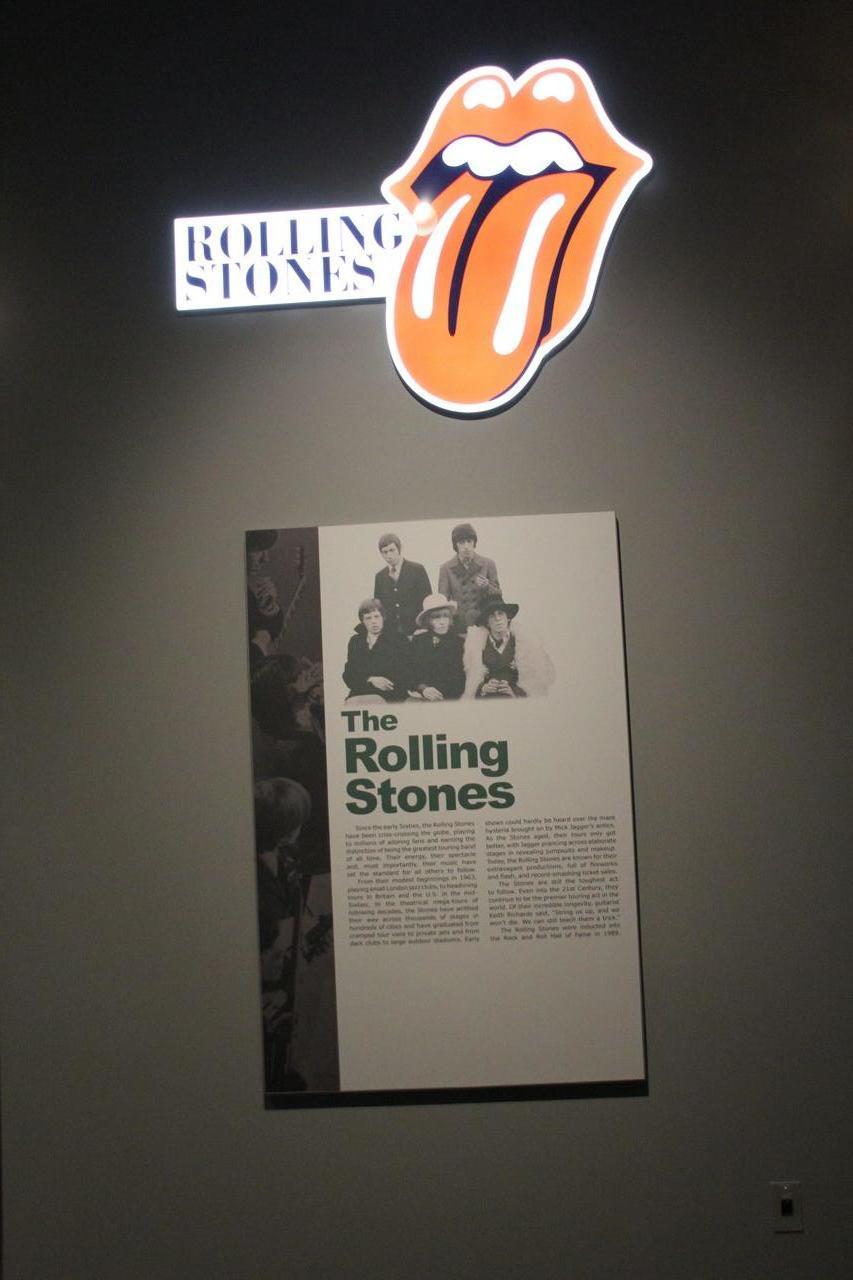 ROLLING
STONES
The
Rolling
Stones
Since the early Sixties, the Rolling Stones
have been criss-crossing the globe, playing
to millions of adoring fans and earning the
distinction of being the greatest touring band
of all time. Their energy, their spectacle
and, most importantly, their music have
set the standard for all others to follow.
From their modest beginnings in 1963,
playing small London jazz clubs, to headlining
tours in Britain and the U.S. in the mid-
Sixties, to the theatrical mega-tours of
following decades, the Stones have writhed
their way across thousands of stages in
hundreds of cities and have graduated from
cramped tour vans to private jets and from
dark clubs to large outdoor stadiums. Early
shows could hardly be heard over the mass
hysteria brought on by Mick Jagger's antics.
As the Stones aged, then tours only got
better, with Jagger prancing across elaborate
stages in revealing jumpsuits and makeup.
Today, the Rolling Stones are known for their
extravagant productions, full of fireworks
and flash, and record-smashing ticket sales.
The Stones are still the toughest act
to follow. Even into the 21st Century, they
continue to be the premier touring act in the
world. Of their incredible longevity, guitarist
Keith Richards said, "String us up, and we
won't die. We can still teach them a trick."
The Rolling Stones were inducted into
the Rock and Roll Hall of Fame in 1989.